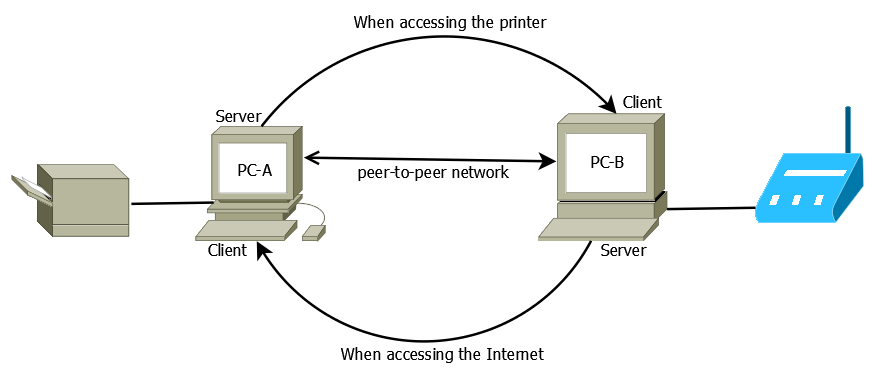 When accessing the printer
Server
Client
PC-A
PC-B
peer-to-peer network
Client
Server
When accessing the Internet